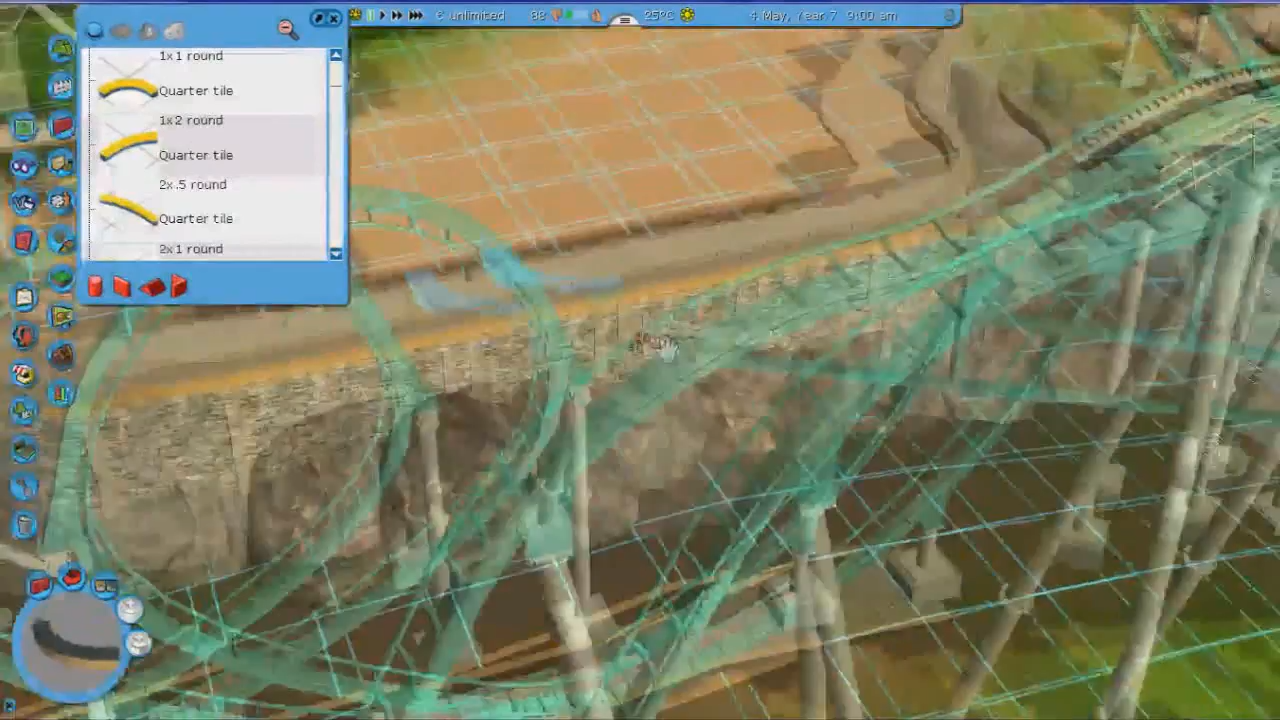 € unlimited 88 25°C 4 May, Year 7 9:00 am
1x1 round
Quarter tile
1x2 round
Quarter tile
2x.5 round
Quarter tile
2x1 round